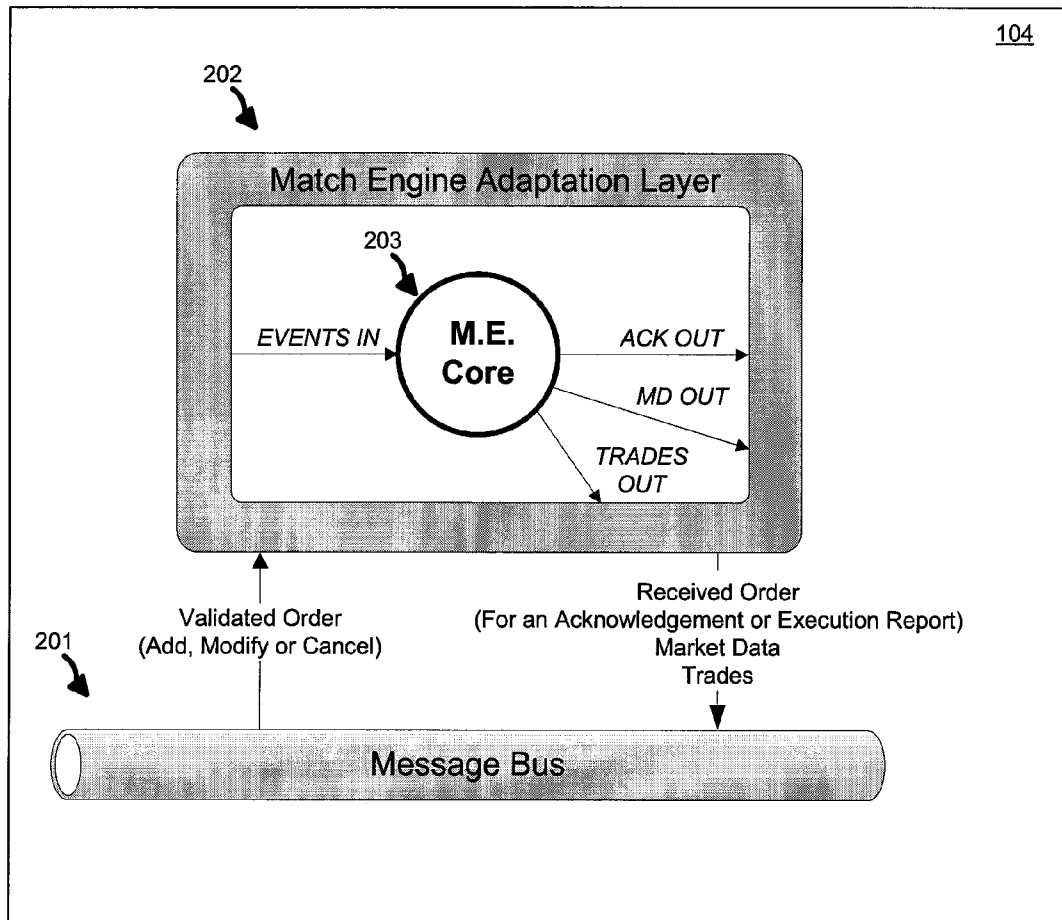 104
202
Match Engine Adaptation Layer
203
EVENTS IN
M.E.
Core
ACK OUT
MD OUT
TRADES
OUT
Validated Order
(Add, Modify or Cancel)
Received Order
(For an Acknowledgement or Execution Report)
Market Data
Trades
201
Message Bus